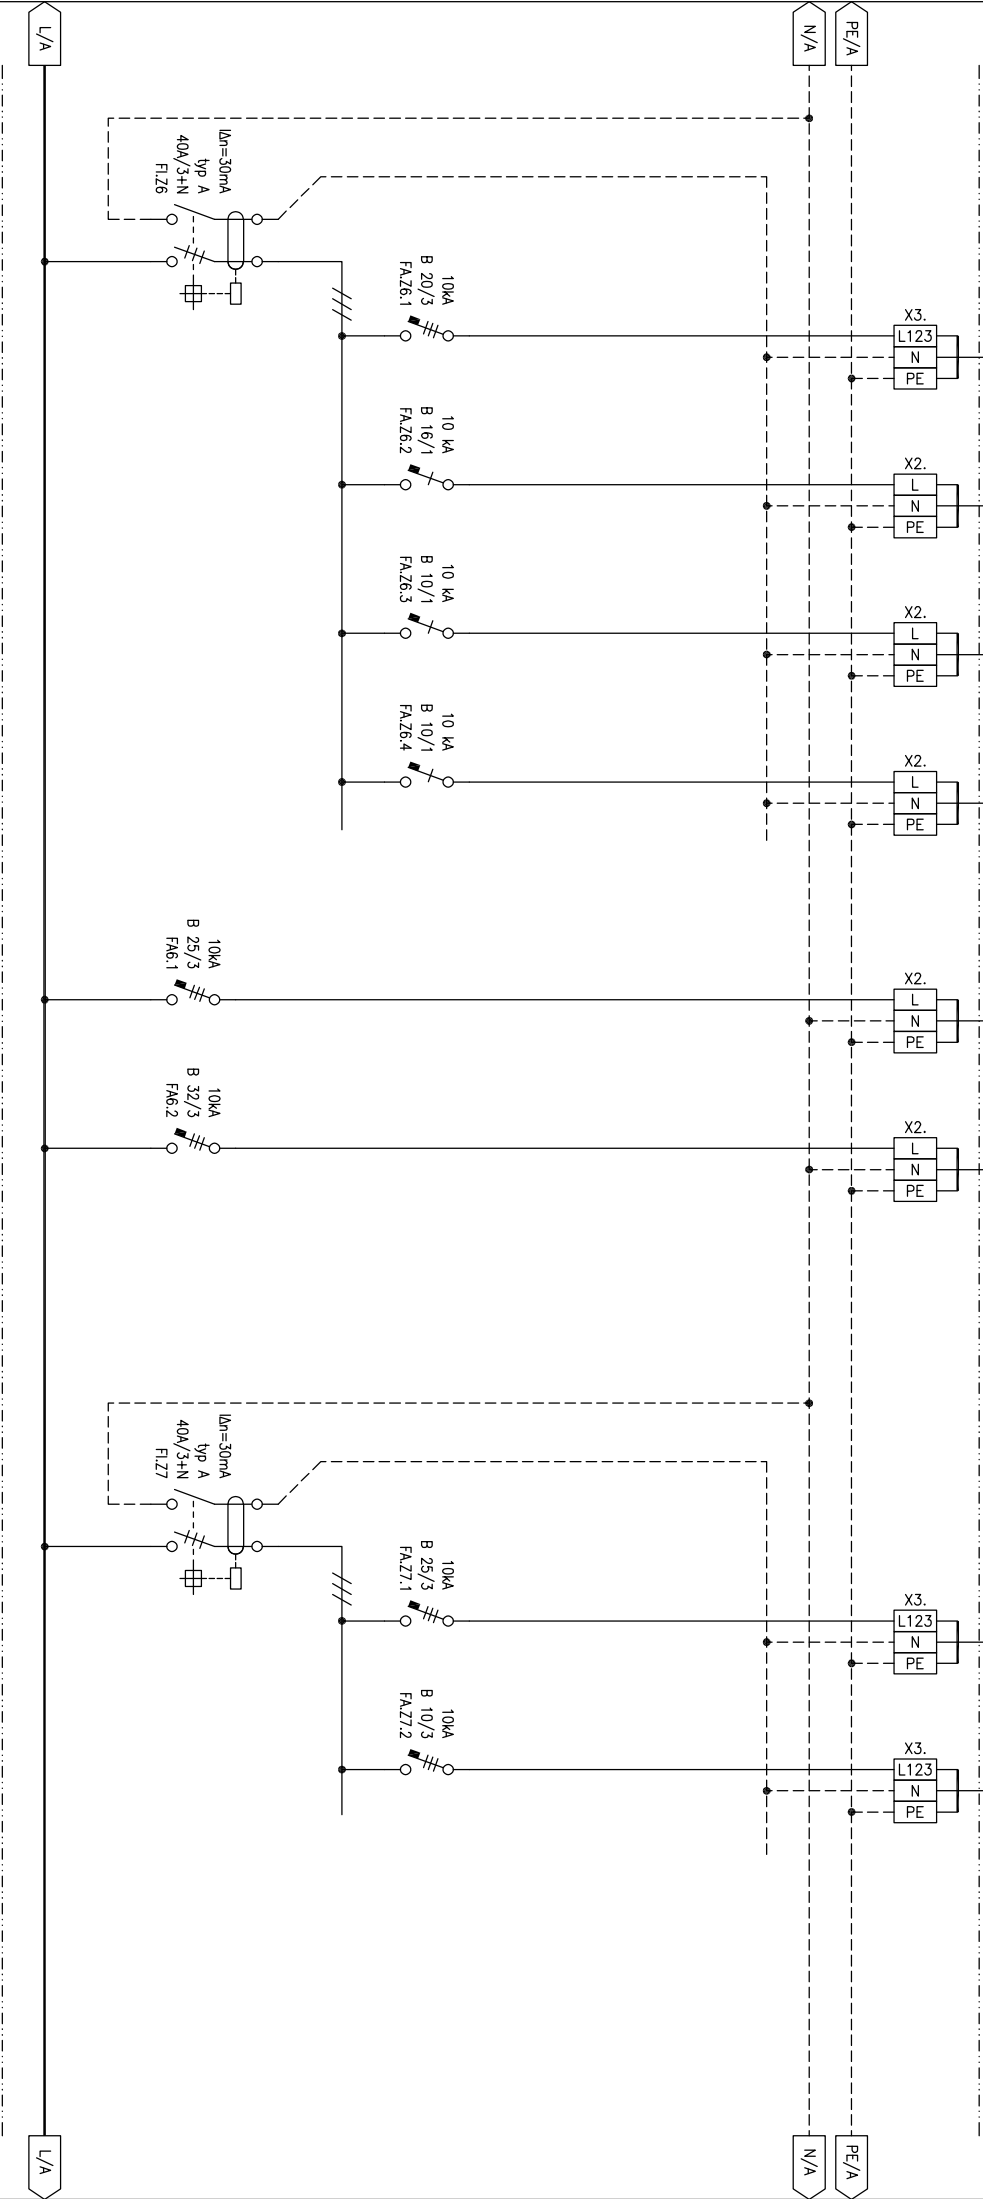 L/A
N/A
PE/A
I∆n=30mA
typ A
40A/3+N
FI.Z6
10kA
B 20/3
FA.Z6.1
X3.
L123
N
PE
10 kA
B 16/1
FA.Z6.2
X2.
L
N
PE
10 kA
B 10/1
FA.Z6.3
X2.
L
N
PE
10 kA
B 10/1
FA.Z6.4
X2.
L
N
PE
10kA
B 25/3
FA6.1
X2.
L
N
PE
10kA
B 32/3
FA6.2
X2.
L
N
PE
I∆n=30mA
typ A
40A/3+N
FI.Z7
10kA
B 25/3
FA.Z7.1
X3.
L123
N
PE
10kA
B 10/3
FA.Z7.2
X3.
L123
N
PE
L/A
N/A
PE/A